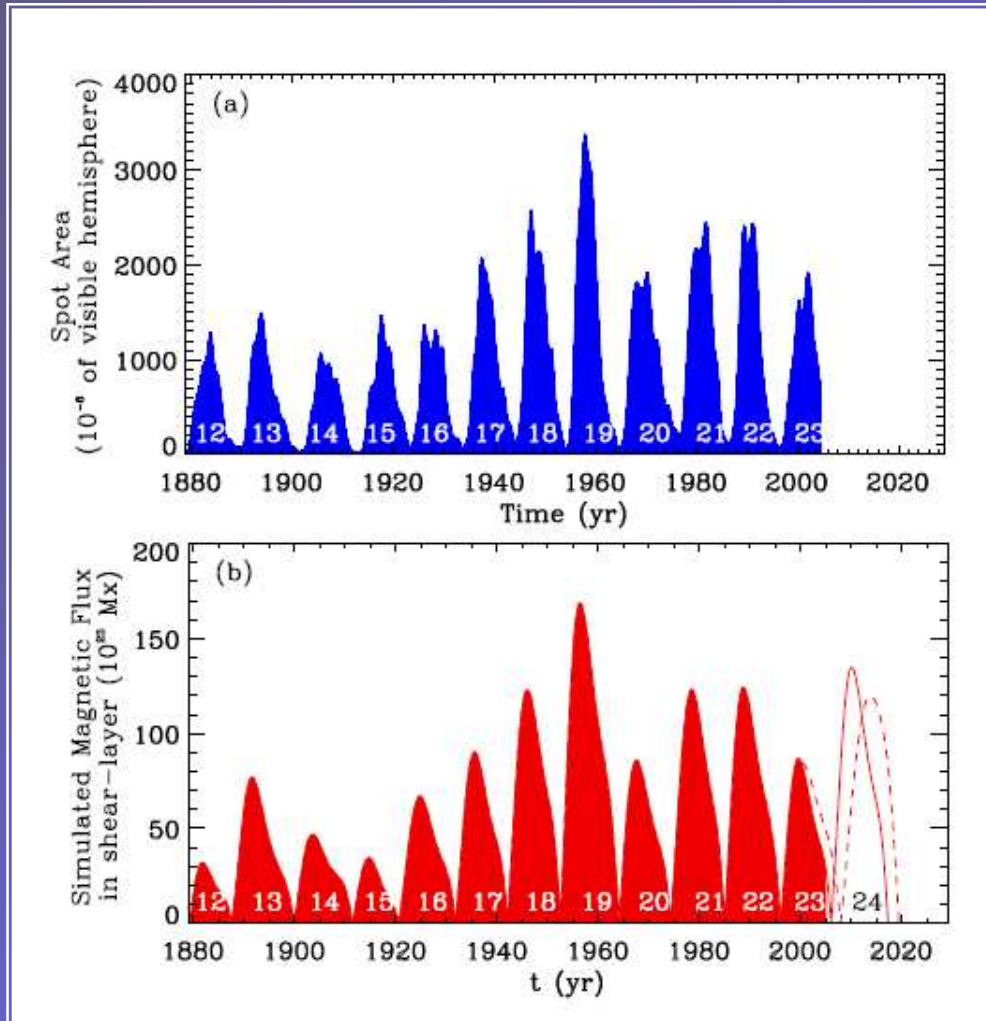 (a)
Spot Area
(10⁻⁶ of visible hemisphere)
4000
3000
2000
1000
0
12 13 14 15 16 17 18 19 20 21 22 23
1880 1900 1920 1940 1960 1980 2000 2020
Time (yr)
(b)
Simulated Magnetic Flux
in shear-layer (10 Mx)
200
150
100
50
0
12 13 14 15 16 17 18 19 20 21 22 23 24
1880 1900 1920 1940 1960 1980 2000 2020
t (yr)